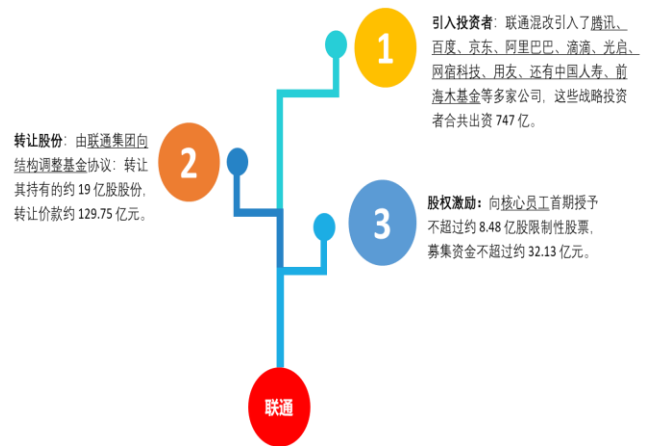 1
引入投资者：联通混改引入了腾讯、
百度、京东、阿里巴巴、滴滴、光启、
网宿科技、用友、还有中国人寿、前
海木基金等多家公司，这些战略投资
者合共出资 747 亿。
2
转让股份：由联通集团向
结构调整基金协议：转让
其持有的约 19 亿股股份，
转让价款约 129.75 亿元。
3
股权激励：向核心员工首期授予
不超过约 8.48 亿股限制性股票，
募集资金不超过约 32.13 亿元。
联通